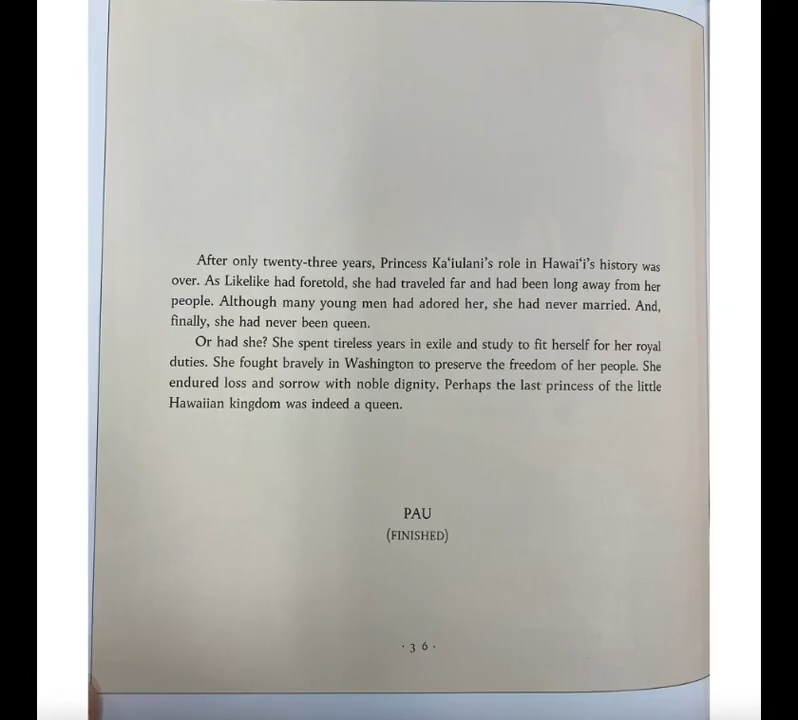 After only twenty-three years, Princess Kaʻiulani's role in Hawaiʻi's history was
over. As Likelike had foretold, she had traveled far and had been long away from her
people. Although many young men had adored her, she had never married. And,
finally, she had never been queen.
Or had she? She spent tireless years in exile and study to fit herself for her royal
duties. She fought bravely in Washington to preserve the freedom of her people. She
endured loss and sorrow with noble dignity. Perhaps the last princess of the little
Hawaiian kingdom was indeed a queen.
PAU
(FINISHED)
· 3 6 ·